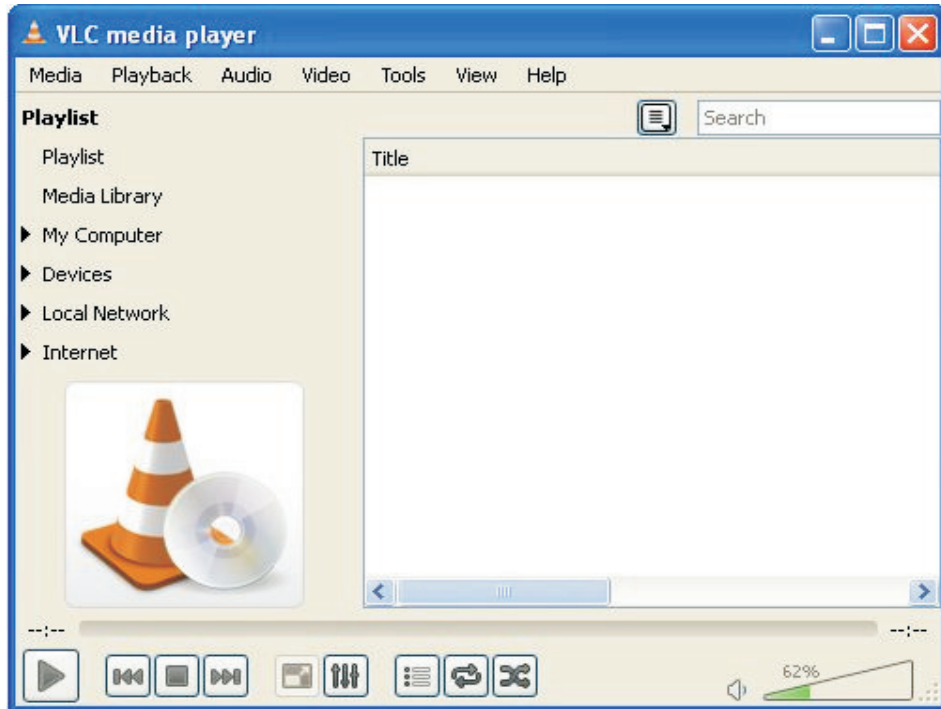 VLC media player
Media Playback Audio Video Tools View Help
Playlist
Search
Playlist
Media Library
My Computer
Devices
Local Network
Internet
Title
--:--
--:--
62%